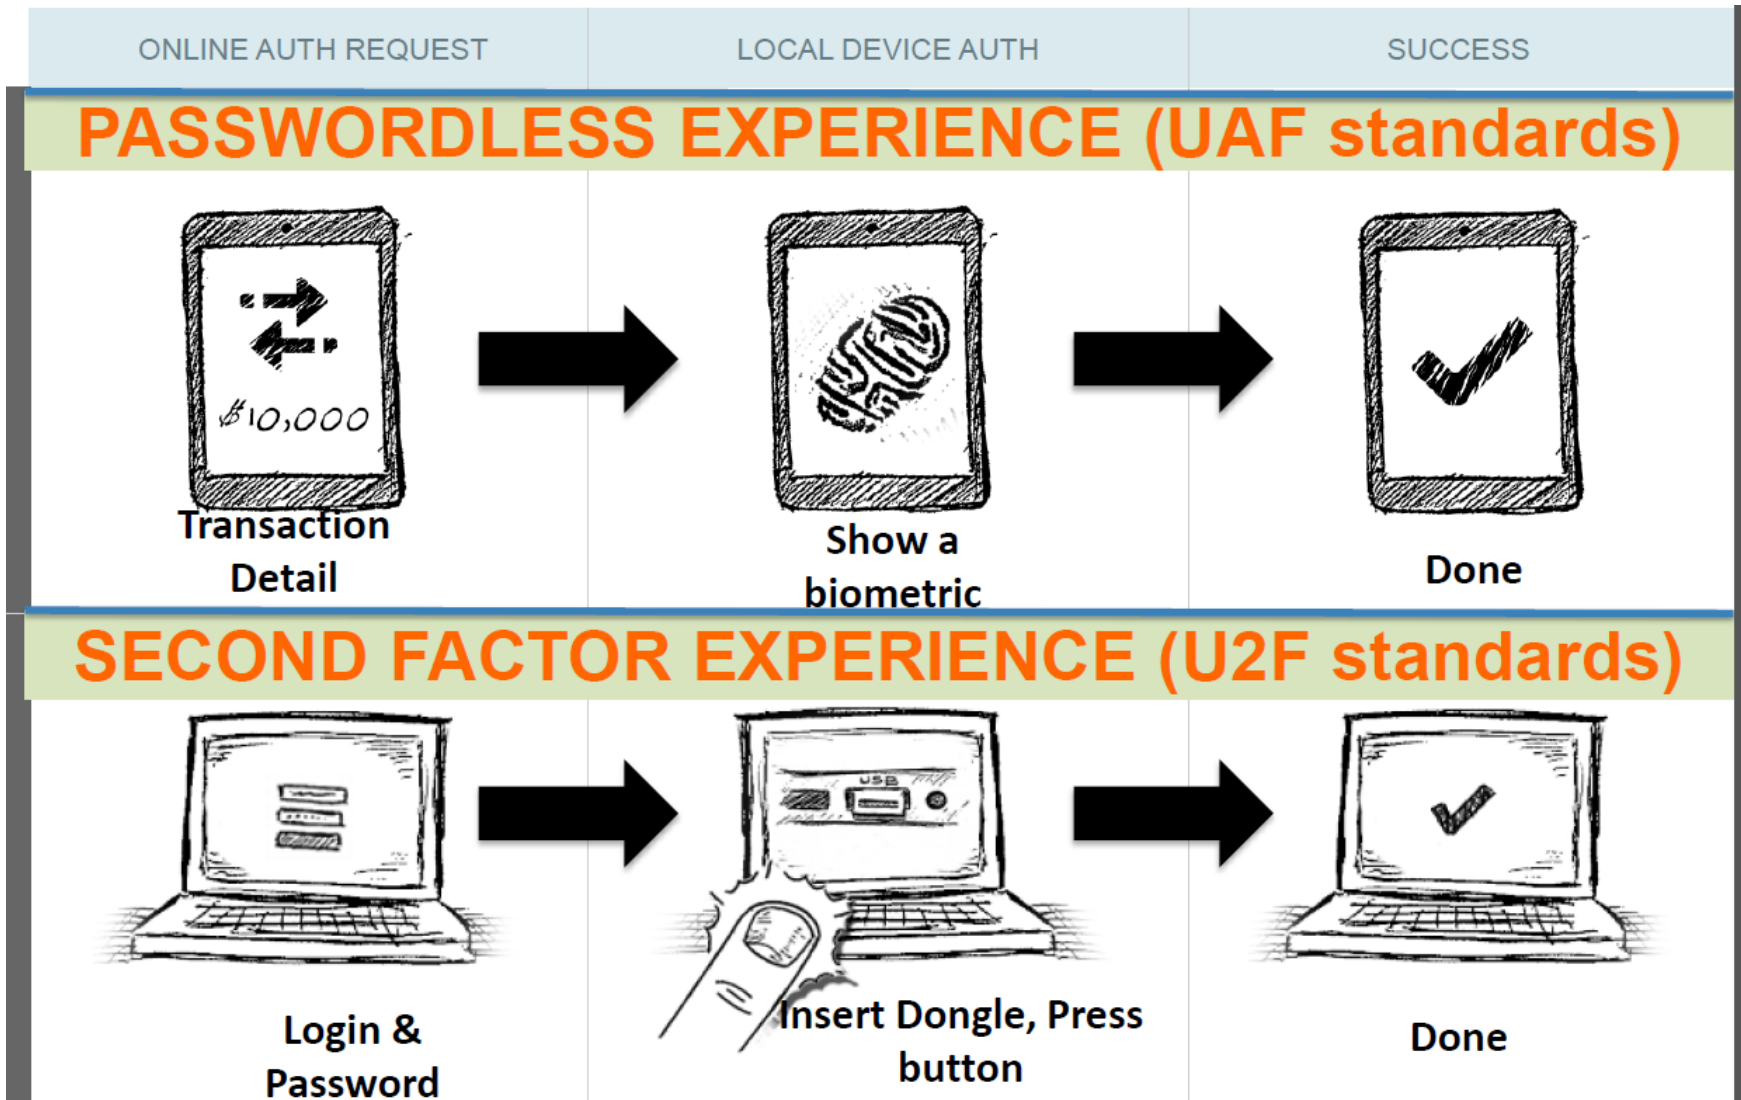 ONLINE AUTH REQUEST
LOCAL DEVICE AUTH
SUCCESS
PASSWORDLESS EXPERIENCE (UAF standards)
$10,000
Transaction
Detail
Show a
biometric
Done
SECOND FACTOR EXPERIENCE (U2F standards)
USB
Login &
Password
Insert Dongle, Press
button
Done